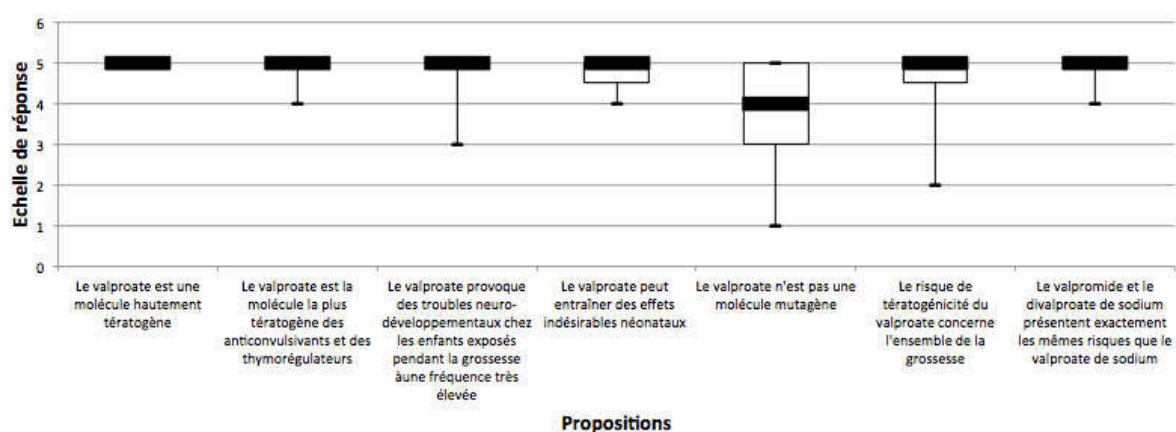 Echelle de réponse
6
5
4
3
2
1
0
Le valproate est une
molécule hautement
tératogène
Le valproate est la
molécule la plus
tératogène des
anticonvulsivants et des
thymorégulateurs
Le valproate provoque
des troubles neuro-
développementaux chez
les enfants exposés
pendant la grossesse
àune fréquence très
élevée
Le valproate peut
entraîner des effets
indésirables néonataux
Le valproate n'est pas une
molécule mutagène
Le risque de
tératogénicité du
valproate concerne
l'ensemble de la
grossesse
Le valpromide et le
divalproate de sodium
présentent exactement
les mêmes risques que le
valproate de sodium
Propositions